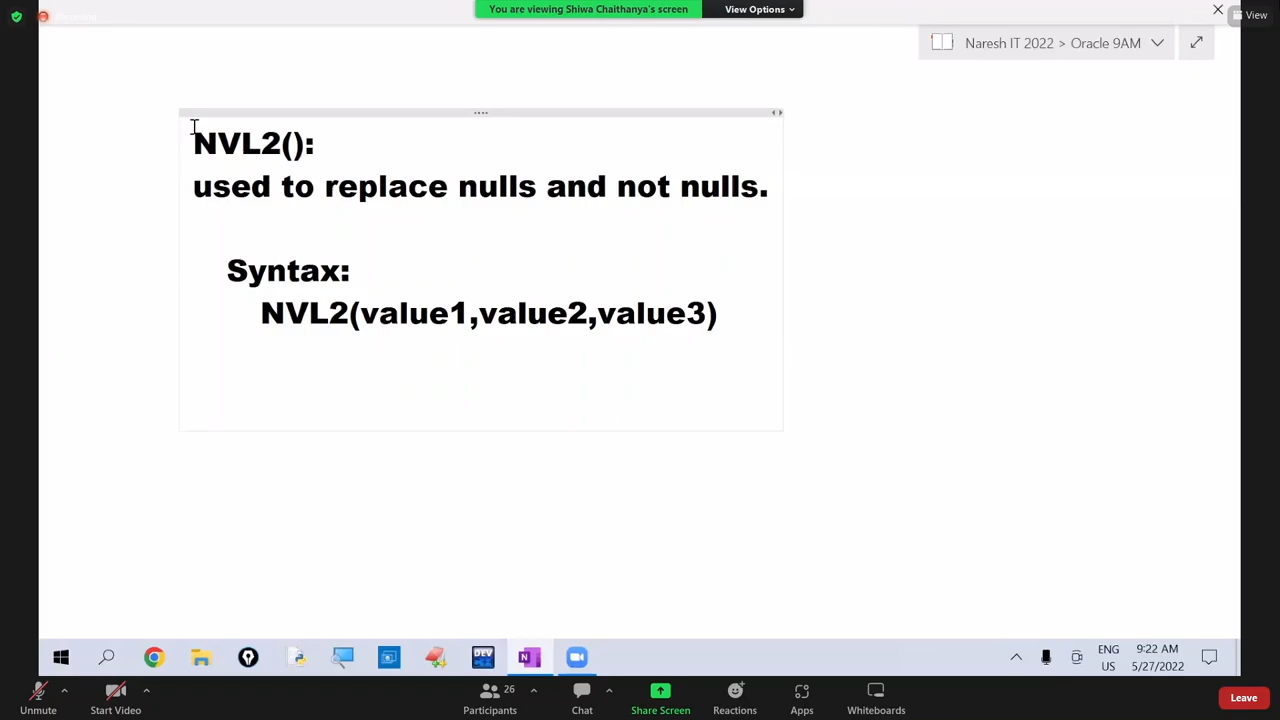 You are viewing Shiwa Chaithanya's screen
View Options
View
Naresh IT 2022 > Oracle 9AM
NVL2():
used to replace nulls and not nulls.
Syntax:
NVL2(value1,value2,value3)
DEV
ENG
US
9:22 AM
5/27/2022
Unmute
Start Video
26
Participants
Chat
Share Screen
Reactions
Apps
Whiteboards
Leave